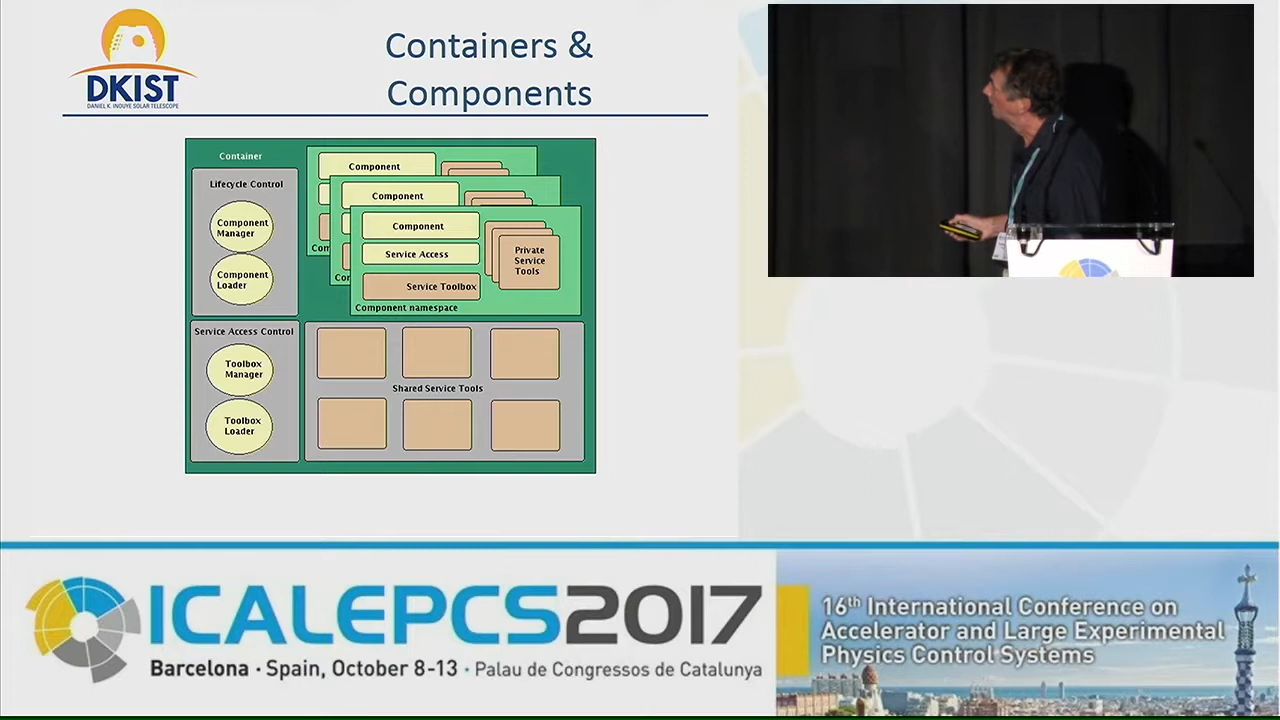 DKIST
DANIEL K. INOUYE SOLAR TELESCOPE
Containers &
Components
Container
Lifecycle Control
Component
Manager
Component
Loader
Component
Com
Component
Con
Component
Service Access
Service Toolbox
Private
Service
Tools
Component namespace
Service Access Control
Toolbox
Manager
Toolbox
Loader
Shared Service Tools
ICALEPCS2017
Barcelona · Spain, October 8-13 · Palau de Congressos de Catalunya
16th International Conference on
Accelerator and Large Experimental
Physics Control Systems